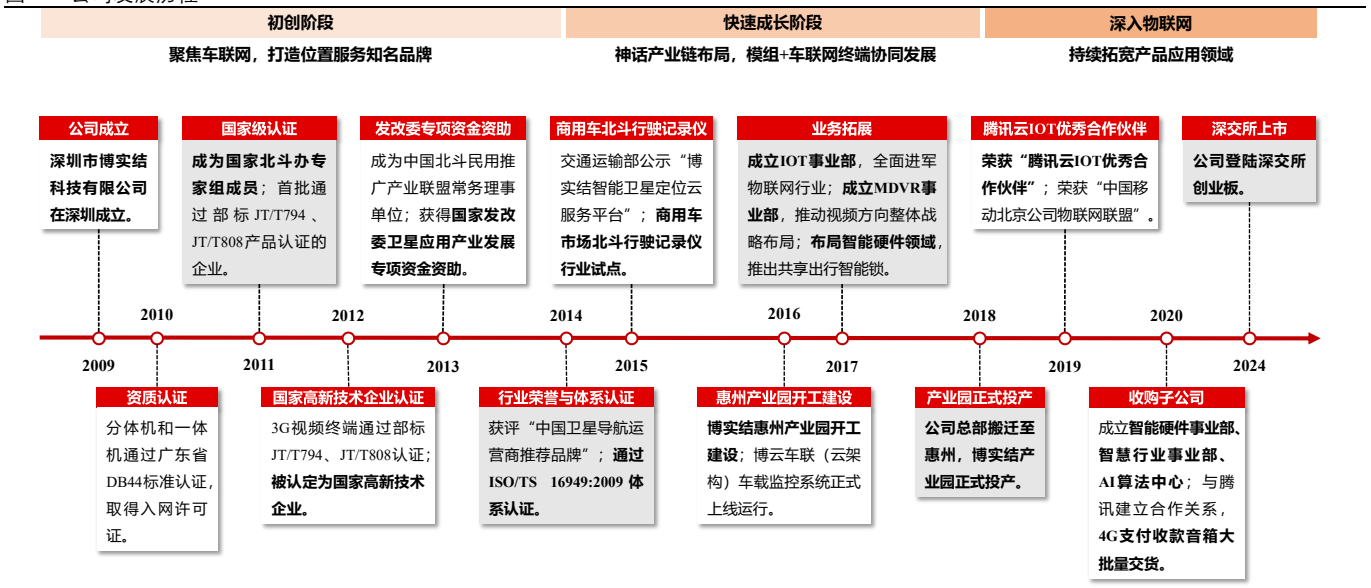 初创阶段
快速成长阶段
深入物联网
聚焦车联网，打造位置服务知名品牌
神话产业链布局，模组+车联网终端协同发展
持续拓宽产品应用领域
公司成立
深圳市博实结
科技有限公司
在深圳成立。
国家级认证
成为国家北斗办专
家组成员；首批通
过部标JT/T794、
JT/T808产品认证的
企业。
发改委专项资金资助
成为中国北斗民用推
广产业联盟常务理事
单位；获得国家发改
委卫星应用产业发展
专项资金资助。
商用车北斗行驶记录仪
交通运输部公示“博
实结智能卫星定位云
服务平台”；商用车
市场北斗行驶记录仪
行业试点。
业务拓展
成立IOT事业部，全面进军
物联网行业；成立MDVR事
业部，推动视频方向整体战
略布局；布局智能硬件领域，
推出共享出行智能锁。
腾讯云IOT优秀合作伙伴
荣获“腾讯云IOT优秀合
作伙伴”；荣获“中国移
动北京公司物联网联盟”。
深交所上市
公司登陆深交所
创业板。
2010
2012
2014
2016
2018
2020
2009
2011
2013
2015
2017
2019
2024
资质认证
分体机和一体
机通过广东省
DB44标准认证，
取得入网许可
证。
国家高新技术企业认证
3G视频终端通过部标
JT/T794、JT/T808认证；
被认定为国家高新技术
企业。
行业荣誉与体系认证
获评“中国卫星导航运
营商推荐品牌”；通过
ISO/TS 16949:2009 体
系认证。
惠州产业园开工建设
博实结惠州产业园开工
建设；博云车联（云架
构）车载监控系统正式
上线运行。
产业园正式投产
公司总部搬迁至
惠州，博实结产
业园正式投产。
收购子公司
成立智能硬件事业部、
智慧行业事业部、
AI算法中心；与腾
讯建立合作关系，
4G支付收款音箱大
批量交货。